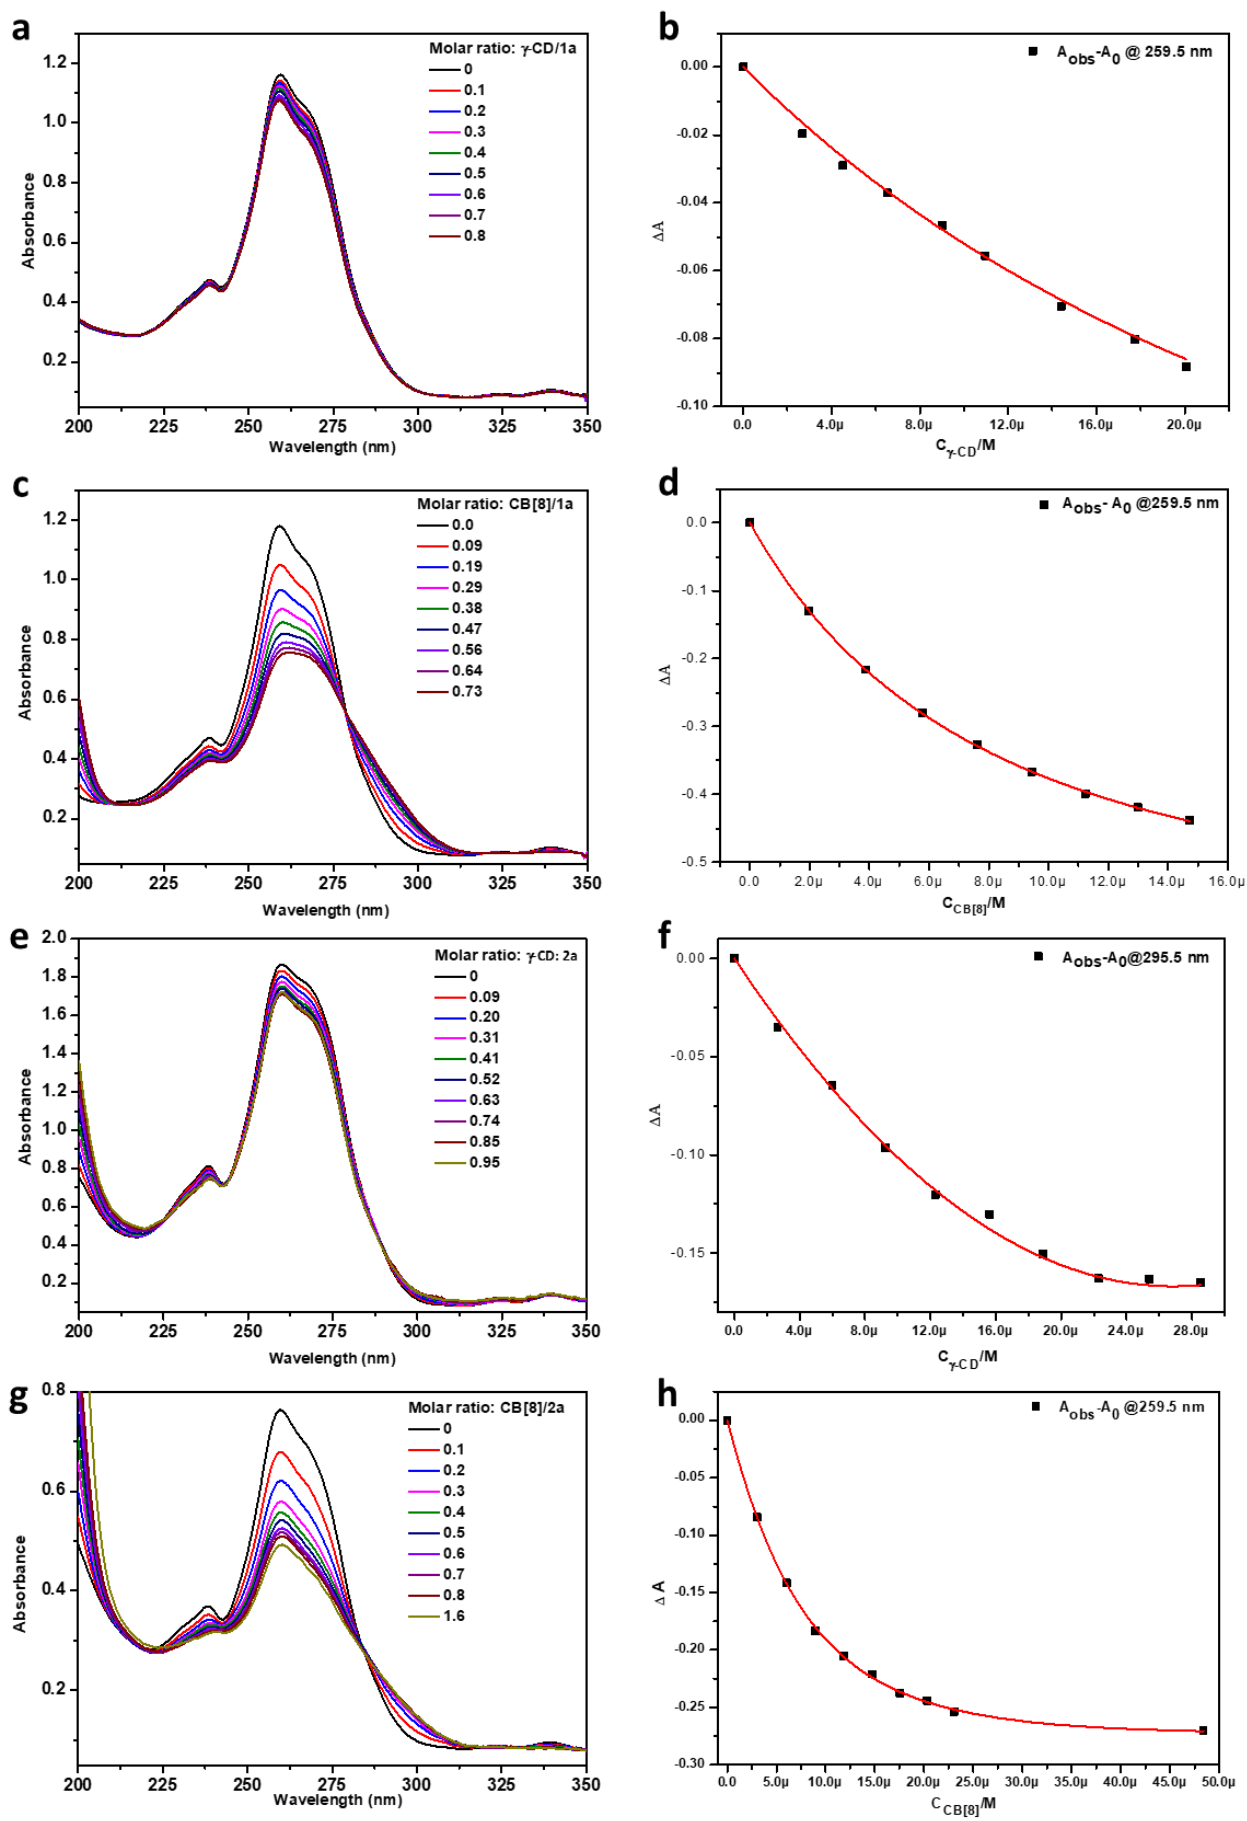 a
Molar ratio: γ-CD/1a
0
0.1
0.2
0.3
0.4
0.5
0.6
0.7
0.8
1.2
1.0
0.8
0.6
0.4
0.2
Absorbance
200 225 250 275 300 325 350
Wavelength (nm)
b
Aobs-A0 @ 259.5 nm
0.00
-0.02
-0.04
-0.06
-0.08
-0.10
ΔA
0.0 4.0µ 8.0µ 12.0µ 16.0µ 20.0µ
Cγ-CD/M
c
Molar ratio: CB[8]/1a
0.0
0.09
0.19
0.29
0.38
0.47
0.56
0.64
0.73
1.2
1.0
0.8
0.6
0.4
0.2
Absorbance
200 225 250 275 300 325 350
Wavelength (nm)
d
Aobs- A0 @259.5 nm
0.0
-0.1
-0.2
-0.3
-0.4
-0.5
ΔA
0.0 2.0µ 4.0µ 6.0µ 8.0µ 10.0µ 12.0µ 14.0µ 16.0µ
CCB[8]/M
e
Molar ratio: γ-CD: 2a
0
0.09
0.20
0.31
0.41
0.52
0.63
0.74
0.85
0.95
2.0
1.8
1.6
1.4
1.2
1.0
0.8
0.6
0.4
0.2
Absorbance
200 225 250 275 300 325 350
Wavelength (nm)
f
Aobs-A0@295.5 nm
0.00
-0.05
-0.10
-0.15
ΔA
0.0 4.0µ 8.0µ 12.0µ 16.0µ 20.0µ 24.0µ 28.0µ
Cγ-CD/M
g
Molar ratio: CB[8]/2a
0
0.1
0.2
0.3
0.4
0.5
0.6
0.7
0.8
1.6
0.8
0.6
0.4
0.2
Absorbance
200 225 250 275 300 325 350
Wavelength (nm)
h
Aobs-A0 @259.5 nm
0.00
-0.05
-0.10
-0.15
-0.20
-0.25
-0.30
Δ A
0.0 5.0µ 10.0µ 15.0µ 20.0µ 25.0µ 30.0µ 35.0µ 40.0µ 45.0µ 50.0µ
CCB[8]/M